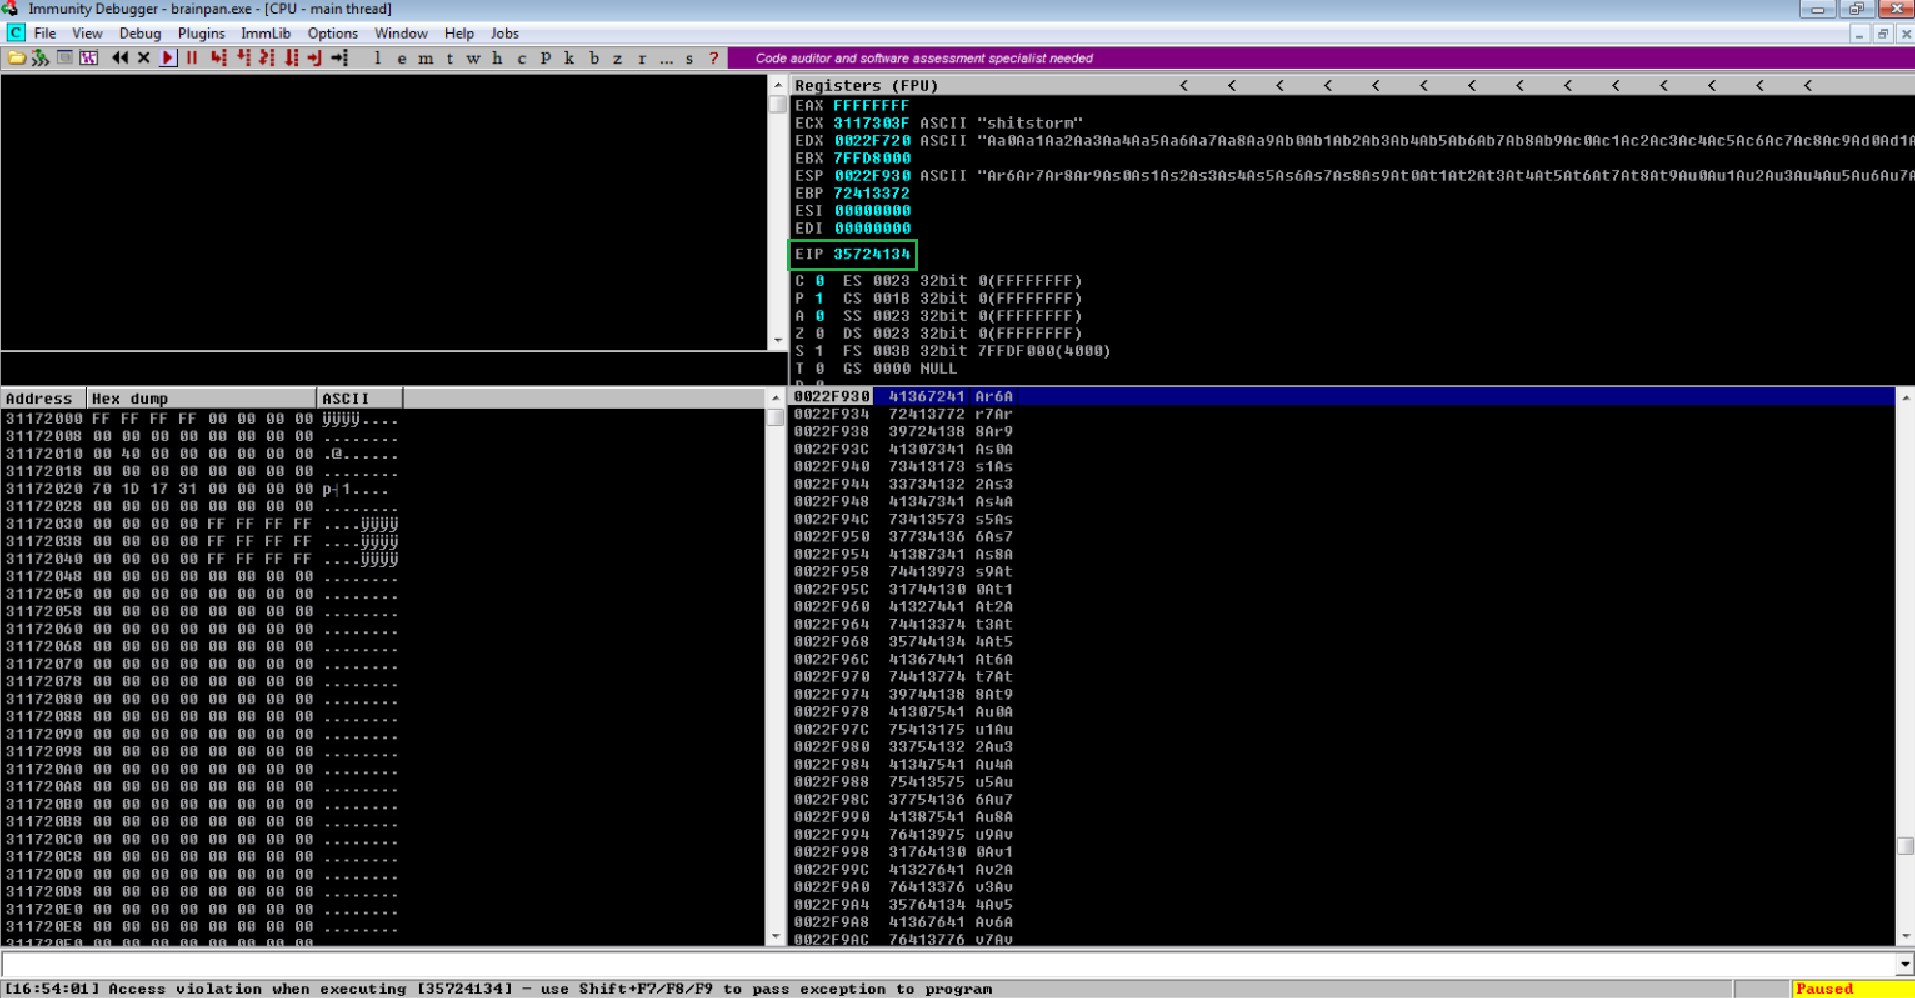 Immunity Debugger - brainpan.exe - [CPU - main thread]
C File View Debug Plugins ImmLib Options Window Help Jobs
l e m t w h c P k b z r ... s ? Code auditor and software assessment specialist needed
Registers (FPU) < < < < < < < < < < < < < <
EAX FFFFFFFF
ECX 3117303F ASCII "shitstorm"
EDX 0022F720 ASCII "Aa0Aa1Aa2Aa3Aa4Aa5Aa6Aa7Aa8Aa9Ab0Ab1Ab2Ab3Ab4Ab5Ab6Ab7Ab8Ab9Ac0Ac1Ac2Ac3Ac4Ac5Ac6Ac7Ac8Ac9Ad0Ad1A
EBX 7FFD8000
ESP 0022F930 ASCII "Ar6Ar7Ar8Ar9As0As1As2As3As4As5As6As7As8As9At0At1At2At3At4At5At6At7At8At9Au0Au1Au2Au3Au4Au5Au6Au7A
EBP 72413372
ESI 00000000
EDI 00000000
EIP 35724134
C 0 ES 0023 32bit 0(FFFFFFFF)
P 1 CS 001B 32bit 0(FFFFFFFF)
A 0 SS 0023 32bit 0(FFFFFFFF)
Z 0 DS 0023 32bit 0(FFFFFFFF)
S 1 FS 003B 32bit 7FFDF000(4000)
T 0 GS 0000 NULL
Address Hex dump ASCII
31172000 FF FF FF FF 00 00 00 00 ÿÿÿÿ....
31172008 00 00 00 00 00 00 00 00 ........
31172010 00 40 00 00 00 00 00 00 .@......
31172018 00 00 00 00 00 00 00 00 ........
31172020 70 1D 17 31 00 00 00 00 p┤1....
31172028 00 00 00 00 00 00 00 00 ........
31172030 00 00 00 00 FF FF FF FF ....ÿÿÿÿ
31172038 00 00 00 00 FF FF FF FF ....ÿÿÿÿ
31172040 00 00 00 00 FF FF FF FF ....ÿÿÿÿ
31172048 00 00 00 00 00 00 00 00 ........
31172050 00 00 00 00 00 00 00 00 ........
31172058 00 00 00 00 00 00 00 00 ........
31172060 00 00 00 00 00 00 00 00 ........
31172068 00 00 00 00 00 00 00 00 ........
31172070 00 00 00 00 00 00 00 00 ........
31172078 00 00 00 00 00 00 00 00 ........
31172080 00 00 00 00 00 00 00 00 ........
31172088 00 00 00 00 00 00 00 00 ........
31172090 00 00 00 00 00 00 00 00 ........
31172098 00 00 00 00 00 00 00 00 ........
311720A0 00 00 00 00 00 00 00 00 ........
311720A8 00 00 00 00 00 00 00 00 ........
311720B0 00 00 00 00 00 00 00 00 ........
311720B8 00 00 00 00 00 00 00 00 ........
311720C0 00 00 00 00 00 00 00 00 ........
311720C8 00 00 00 00 00 00 00 00 ........
311720D0 00 00 00 00 00 00 00 00 ........
311720D8 00 00 00 00 00 00 00 00 ........
311720E0 00 00 00 00 00 00 00 00 ........
311720E8 00 00 00 00 00 00 00 00 ........
311720F0 00 00 00 00 00 00 00 00 ........
0022F930 41367241 Ar6A
0022F934 72413772 r7Ar
0022F938 39724138 8Ar9
0022F93C 41307341 As0A
0022F940 73413173 s1As
0022F944 33734132 2As3
0022F948 41347341 As4A
0022F94C 73413573 s5As
0022F950 37734136 6As7
0022F954 41387341 As8A
0022F958 74413973 s9At
0022F95C 31744130 0At1
0022F960 41327441 At2A
0022F964 74413374 t3At
0022F968 35744134 4At5
0022F96C 41367441 At6A
0022F970 74413774 t7At
0022F974 39744138 8At9
0022F978 41307541 Au0A
0022F97C 75413175 u1Au
0022F980 33754132 2Au3
0022F984 41347541 Au4A
0022F988 75413575 u5Au
0022F98C 37754136 6Au7
0022F990 41387541 Au8A
0022F994 76413975 u9Av
0022F998 31764130 0Av1
0022F99C 41327641 Av2A
0022F9A0 76413376 v3Av
0022F9A4 35764134 4Av5
0022F9A8 41367641 Av6A
0022F9AC 76413776 v7Av
[16:54:01] Access violation when executing [35724134] - use Shift+F7/F8/F9 to pass exception to program
Paused